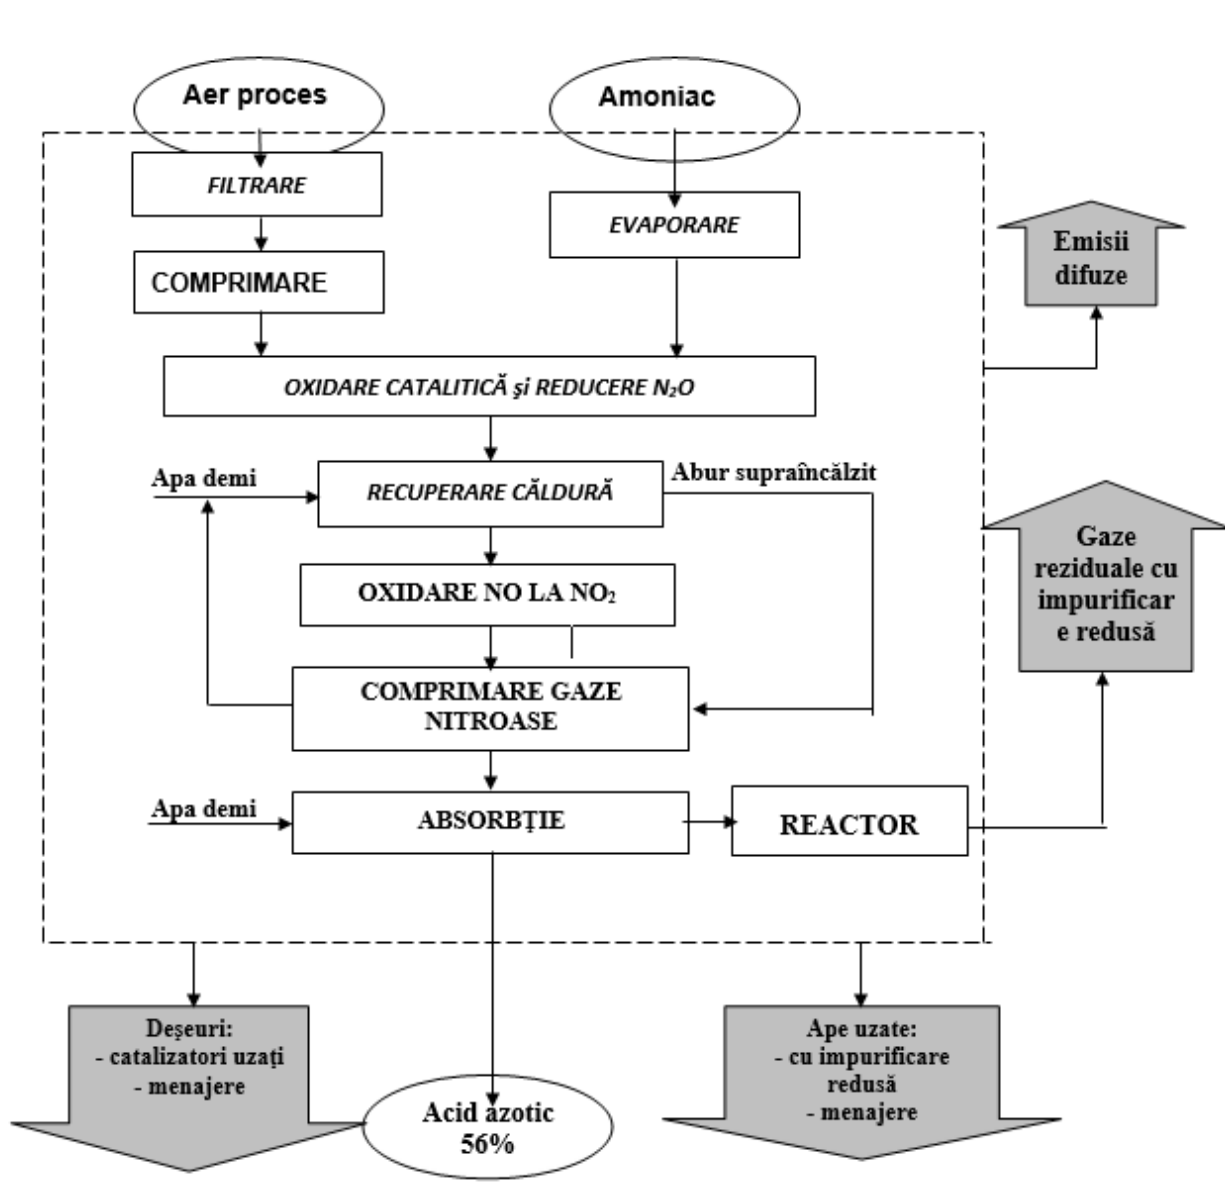 Aer proces
Amoniac
FILTRARE
EVAPORARE
COMPRIMARE
Emisii
difuze
OXIDARE CATALITICĂ şi REDUCERE N₂O
Apa demi
RECUPERARE CĂLDURĂ
Abur supraîncălzit
Gaze
reziduale cu
impurificar
e redusă
OXIDARE NO LA NO₂
COMPRIMARE GAZE
NITROASE
Apa demi
ABSORBŢIE
REACTOR
Deșeuri:
- catalizatori uzați
- menajere
Ape uzate:
- cu impurificare
redusă
- menajere
Acid azotic
56%